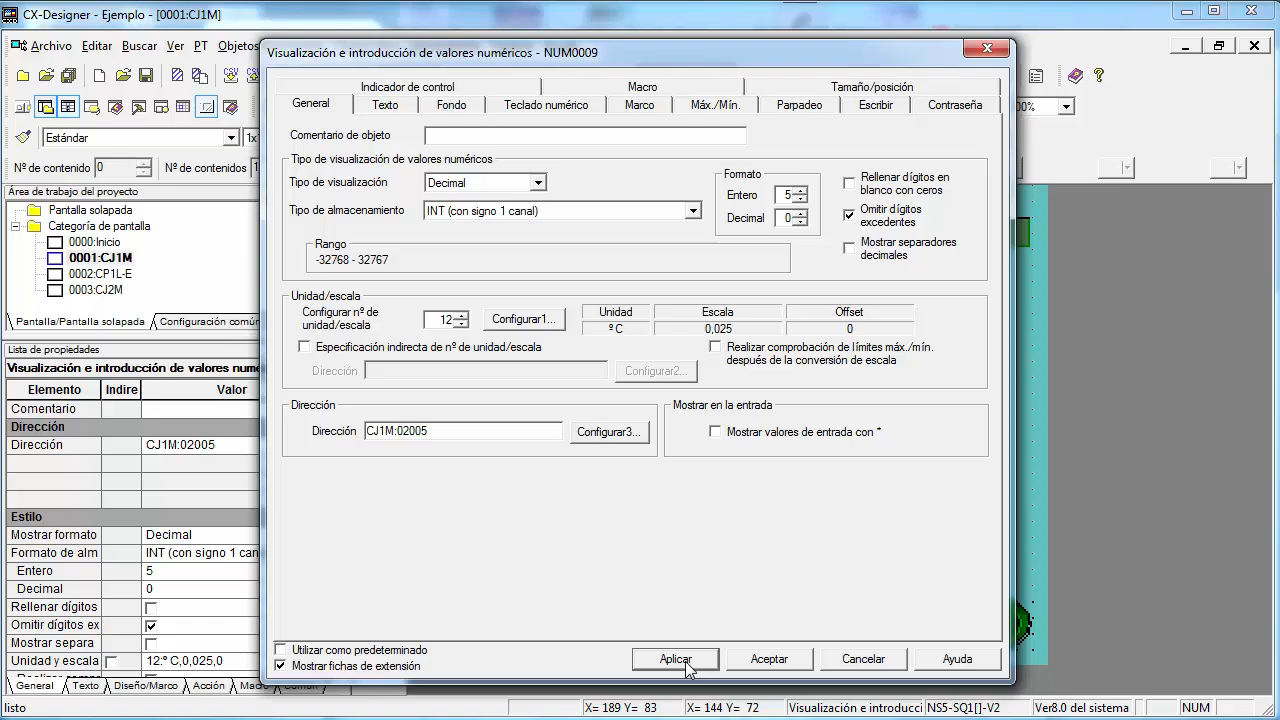 CX-Designer - Ejemplo - [0001:CJ1M]
Archivo Editar Buscar Ver PT Objetos
Estándar
Nº de contenido 0 Nº de contenidos
Área de trabajo del proyecto
Pantalla solapada
Categoría de pantalla
0000:Inicio
0001:CJ1M
0002:CP1L-E
0003:CJ2M
Pantalla/Pantalla solapada Configuración común
Lista de propiedades
Visualización e introducción de valores numé
Elemento Indire Valor
Comentario
Dirección
Dirección CJ1M:02005
Estilo
Mostrar formato Decimal
Formato de alm INT (con signo 1 can
Entero 5
Decimal 0
Rellenar dígitos
Omitir dígitos ex
Mostrar separa
Unidad y escala 12:º C,0,025,0
General Texto Diseño/Marco Acción Macro
Visualización e introducción de valores numéricos - NUM0009
Indicador de control Macro Tamaño/posición
General Texto Fondo Teclado numérico Marco Máx./Mín. Parpadeo Escribir Contraseña
Comentario de objeto
Tipo de visualización de valores numéricos
Tipo de visualización Decimal
Tipo de almacenamiento INT (con signo 1 canal)
Formato
Entero 5
Decimal 0
Rellenar dígitos en
blanco con ceros
Omitir dígitos
excedentes
Mostrar separadores
decimales
Rango
-32768 - 32767
Unidad/escala
Configurar nº de
unidad/escala
12 Configurar1...
Unidad Escala Offset
º C 0,025 0
Especificación indirecta de nº de unidad/escala
Dirección Configurar2...
Realizar comprobación de límites máx./mín.
después de la conversión de escala
Dirección
Dirección CJ1M:02005 Configurar3...
Mostrar en la entrada
Mostrar valores de entrada con *
Utilizar como predeterminado
Mostrar fichas de extensión
Aplicar Aceptar Cancelar Ayuda
listo X= 189 Y= 83 X= 144 Y= 72 Visualización e introducci NS5-SQ1[]-V2 Ver8.0 del sistema NUM